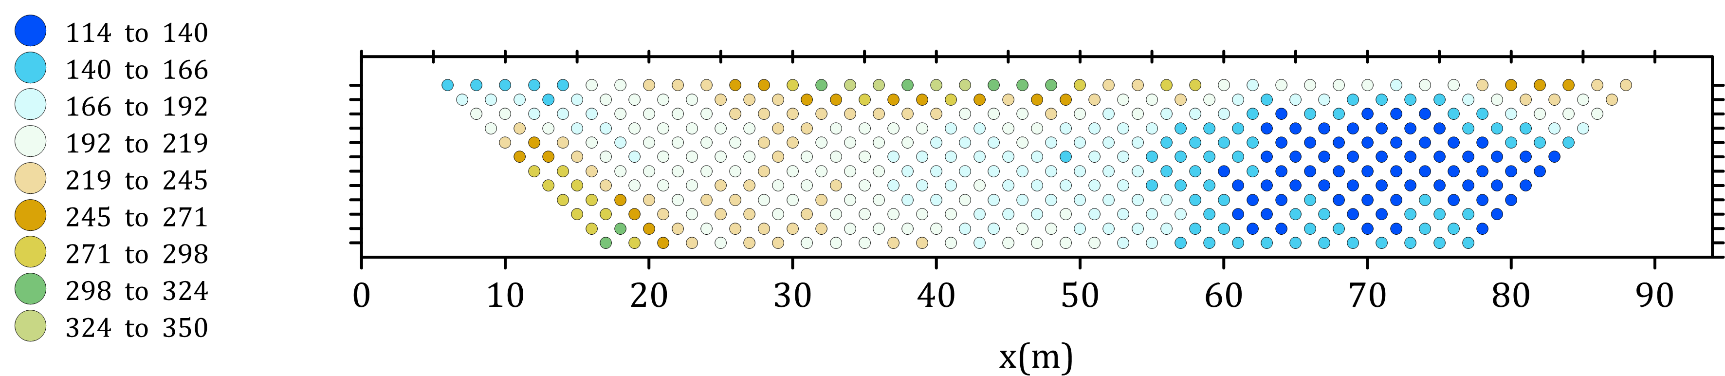 114 to 140
140 to 166
166 to 192
192 to 219
219 to 245
245 to 271
271 to 298
298 to 324
324 to 350
0 10 20 30 40 50 60 70 80 90
x(m)